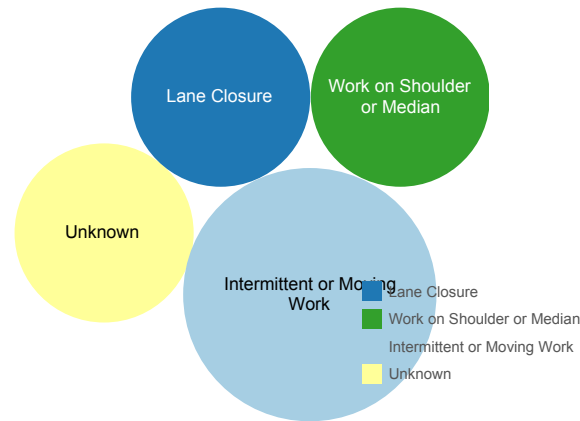 Lane Closure
Work on Shoulder
or Median
Unknown
Intermittent or Moving
Work
Lane Closure
Work on Shoulder or Median
Intermittent or Moving Work
Unknown